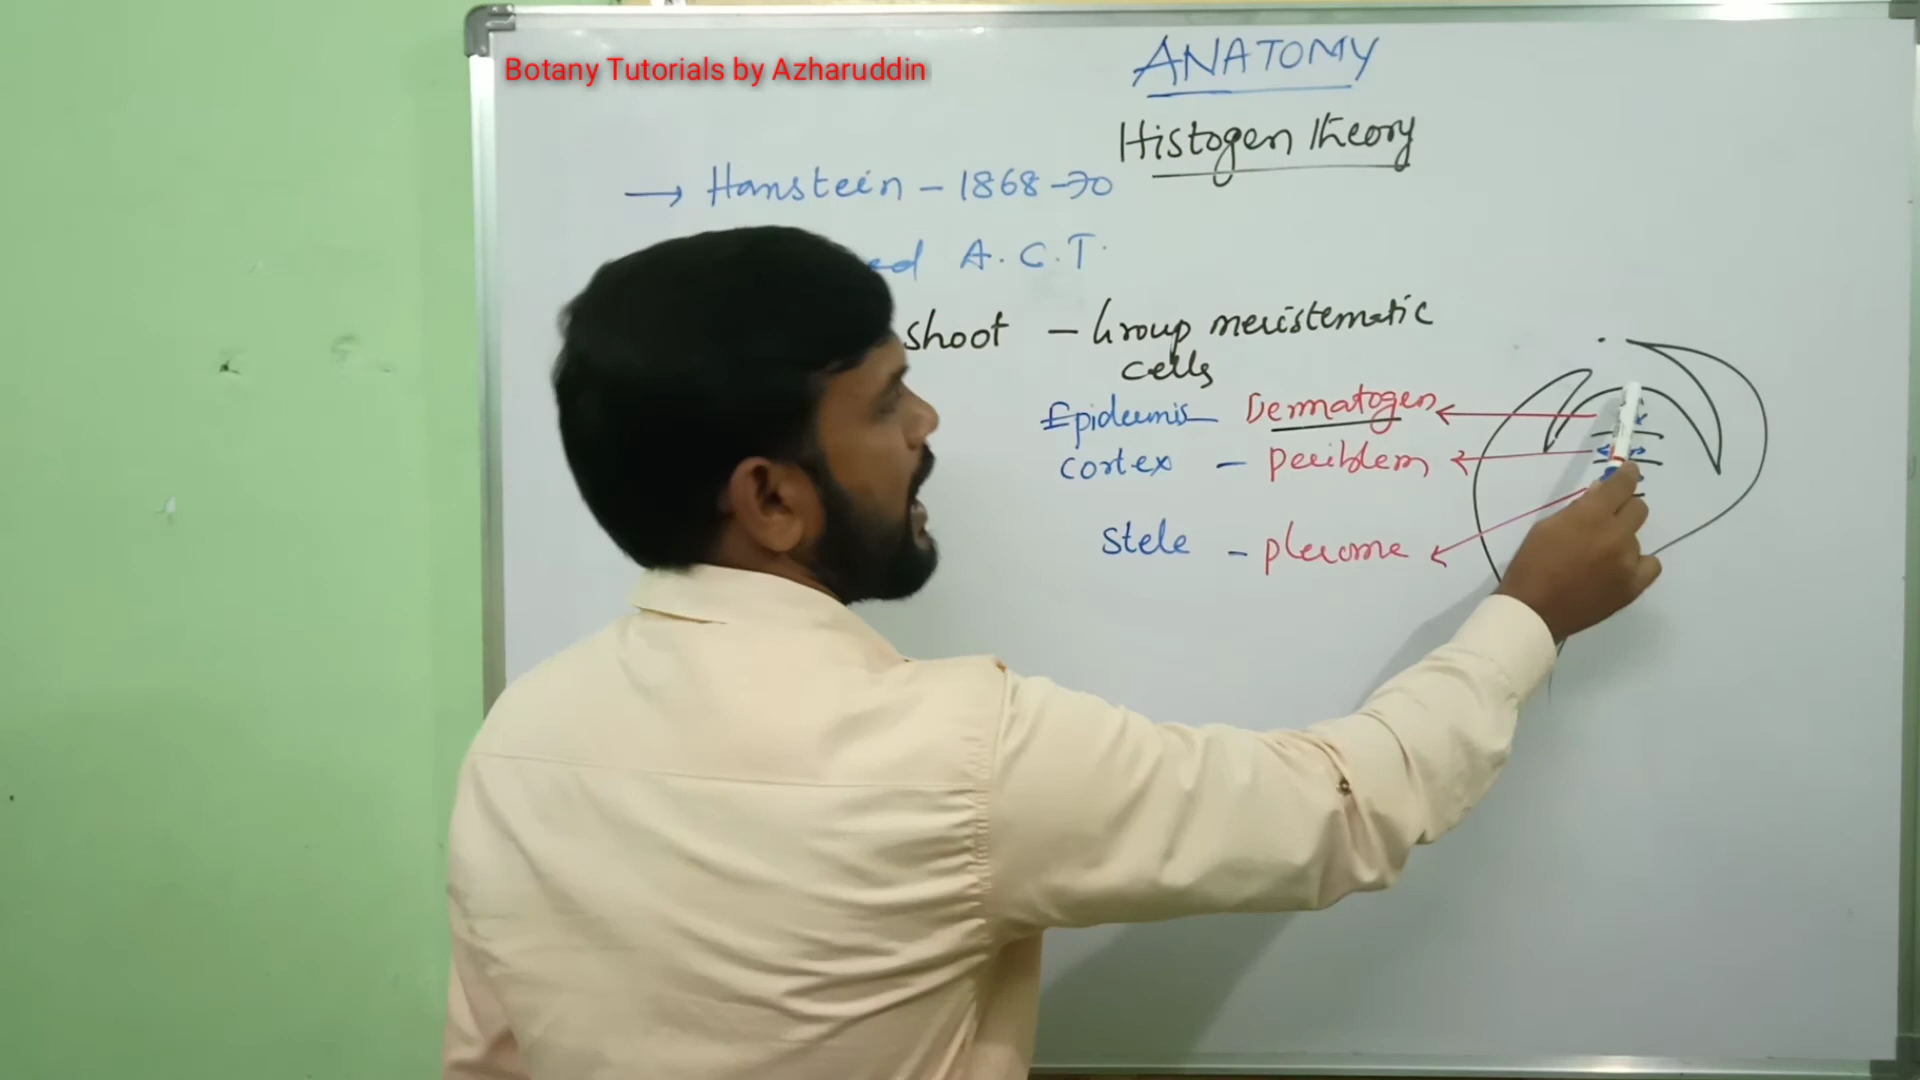 Botany Tutorials by Azharuddin
ANATOMY
Histogen Theory
→ Hanstein - 1868-70
A.C.T.
shoot - Group meristematic
cells
Epidermis - Dermatogen
cortex - periblem
stele - plerome